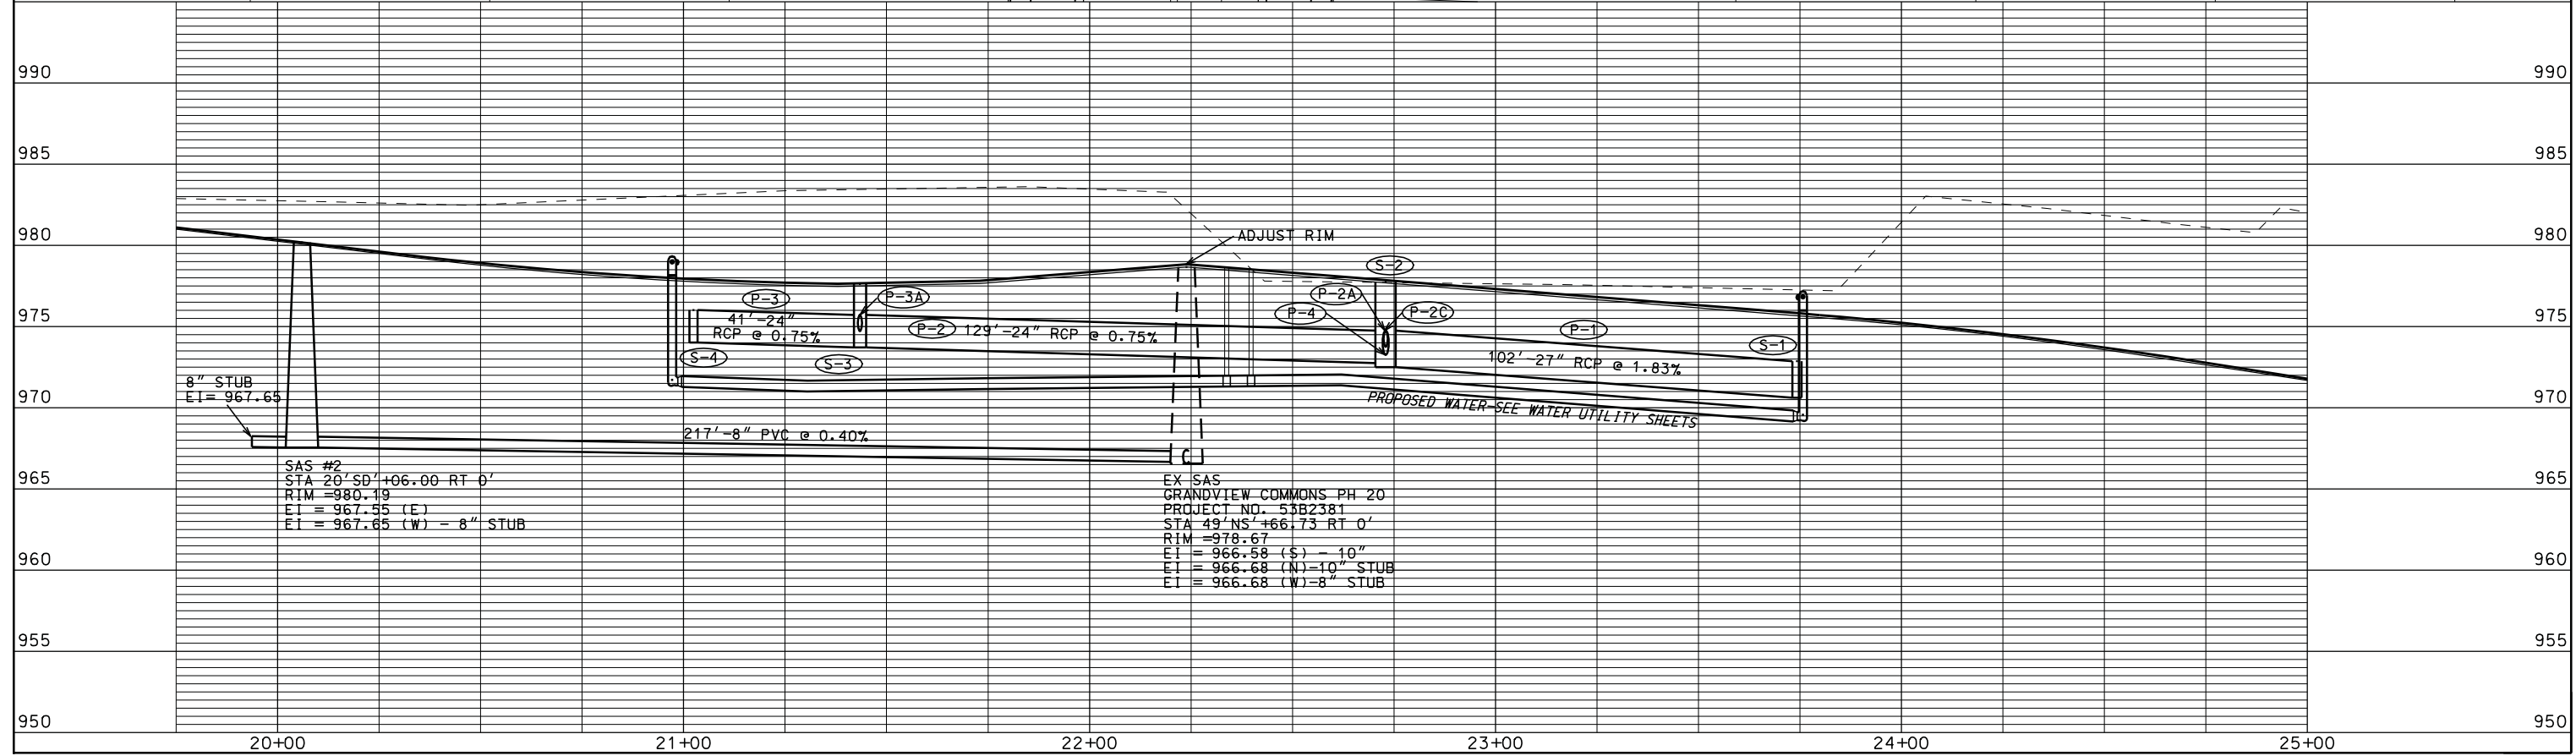 990 990
985 985
980 980
975 975
970 970
965 965
960 960
955 955
950 950
ADJUST RIM
S-2
P-3
P-3A
P-2A
P-4
P-2C
41'-24"
RCP @ 0.75%
P-2
129'-24" RCP @ 0.75%
P-1
S-1
S-4
S-3
102'-27" RCP @ 1.83%
8" STUB
EI= 967.65
PROPOSED WATER-SEE WATER UTILITY SHEETS
217'-8" PVC @ 0.40%
SAS #2
STA 20'SD'+06.00 RT 0'
RIM =980.19
EI = 967.55 (E)
EI = 967.65 (W) - 8" STUB
EX SAS
GRANDVIEW COMMONS PH 20
PROJECT NO. 53B2381
STA 49'NS'+66.73 RT 0'
RIM =978.67
EI = 966.58 (S) - 10"
EI = 966.68 (N)-10" STUB
EI = 966.68 (W)-8" STUB
20+00 21+00 22+00 23+00 24+00 25+00